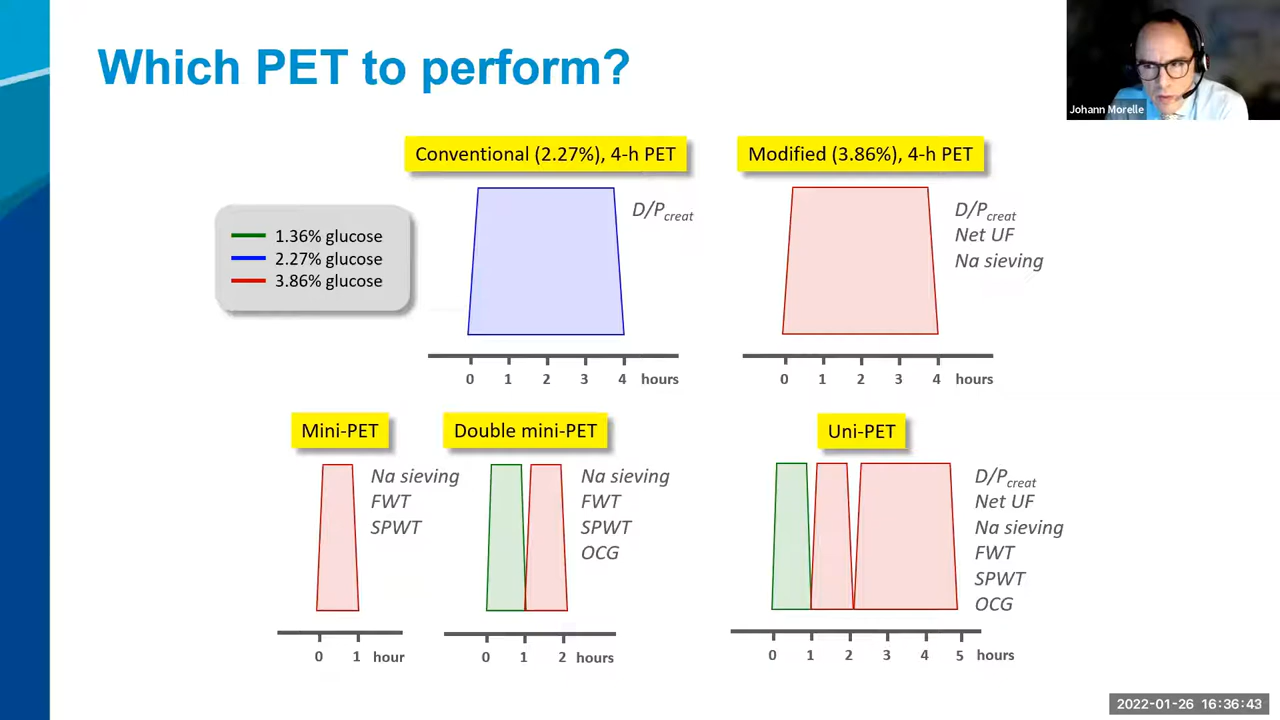 Which PET to perform?
Johann Morelle
Conventional (2.27%), 4-h PET
Modified (3.86%), 4-h PET
1.36% glucose
2.27% glucose
3.86% glucose
D/Pcreat
D/Pcreat
Net UF
Na sieving
0 1 2 3 4 hours
0 1 2 3 4 hours
Mini-PET
Double mini-PET
Uni-PET
Na sieving
FWT
SPWT
Na sieving
FWT
SPWT
OCG
D/Pcreat
Net UF
Na sieving
FWT
SPWT
OCG
0 1 hour
0 1 2 hours
0 1 2 3 4 5 hours
2022-01-26 16:36:43